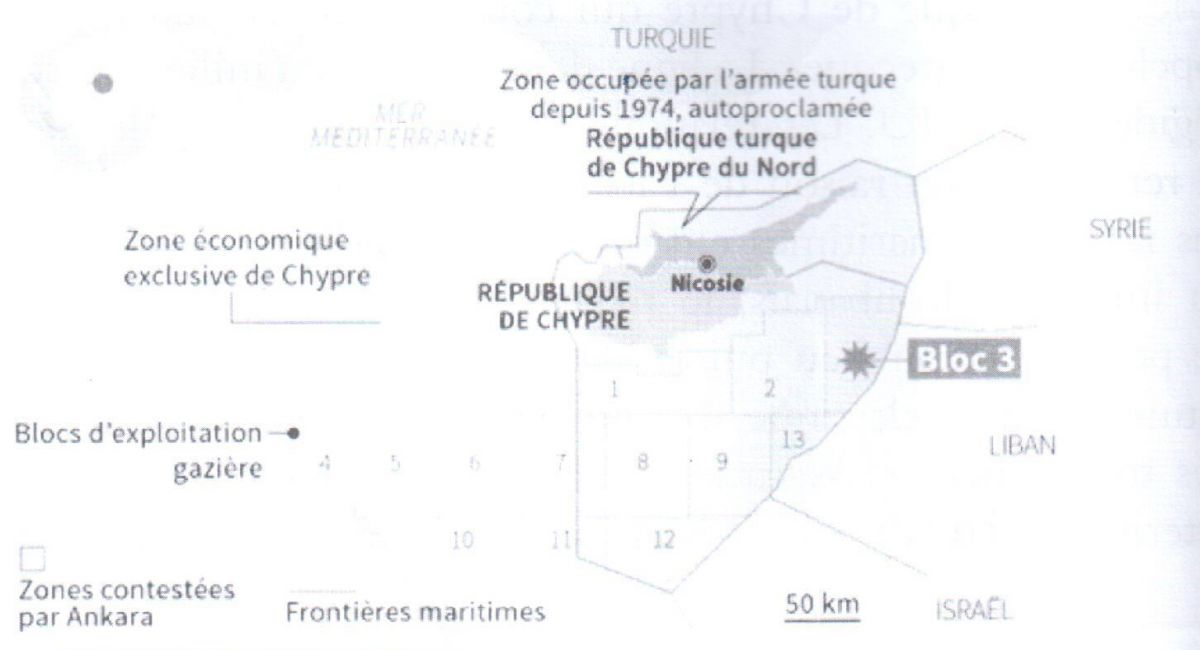 TURQUIE
Zone occupée par l'armée turque
depuis 1974, autoproclamée
République turque
de Chypre du Nord
MER
MÉDITERRANÉE
SYRIE
Zone économique
exclusive de Chypre
Nicosie
RÉPUBLIQUE
DE CHYPRE
Bloc 3
1
2
Blocs d'exploitation
gazière
4
5
6
7
8
9
13
LIBAN
10
11
12
Zones contestées
par Ankara
Frontières maritimes
50 km
ISRAËL